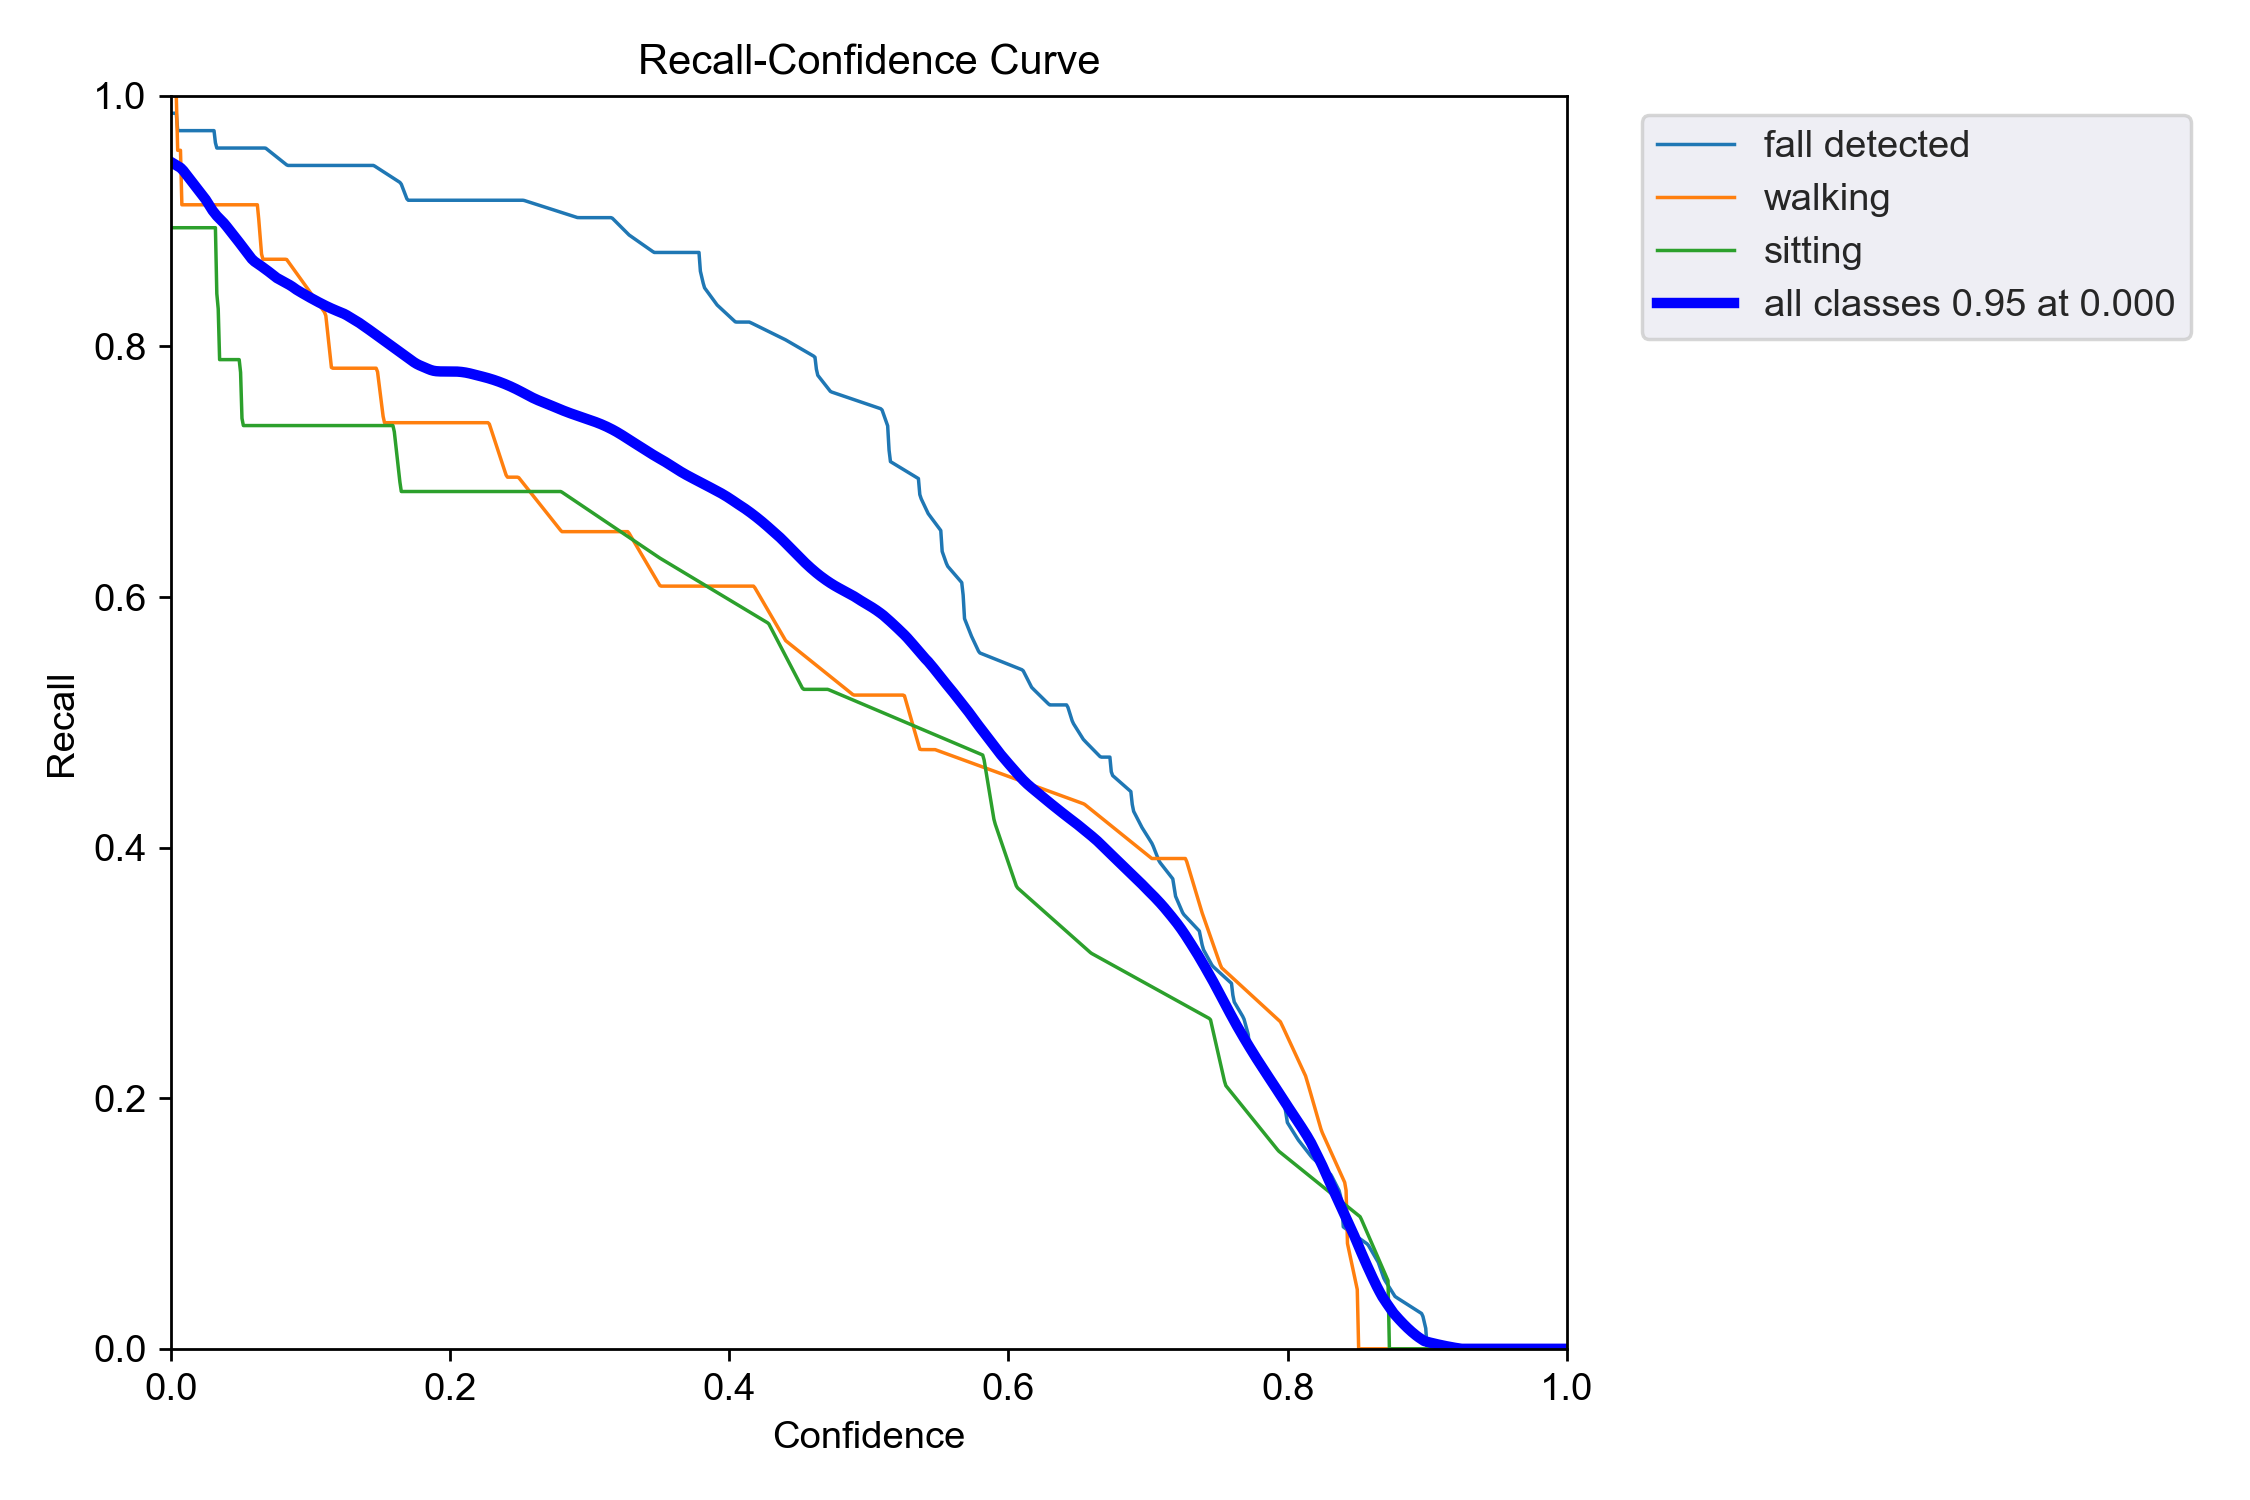 Recall-Confidence Curve
1.0
0.8
0.6
0.4
0.2
0.0
Recall
0.0 0.2 0.4 0.6 0.8 1.0
Confidence
fall detected
walking
sitting
all classes 0.95 at 0.000